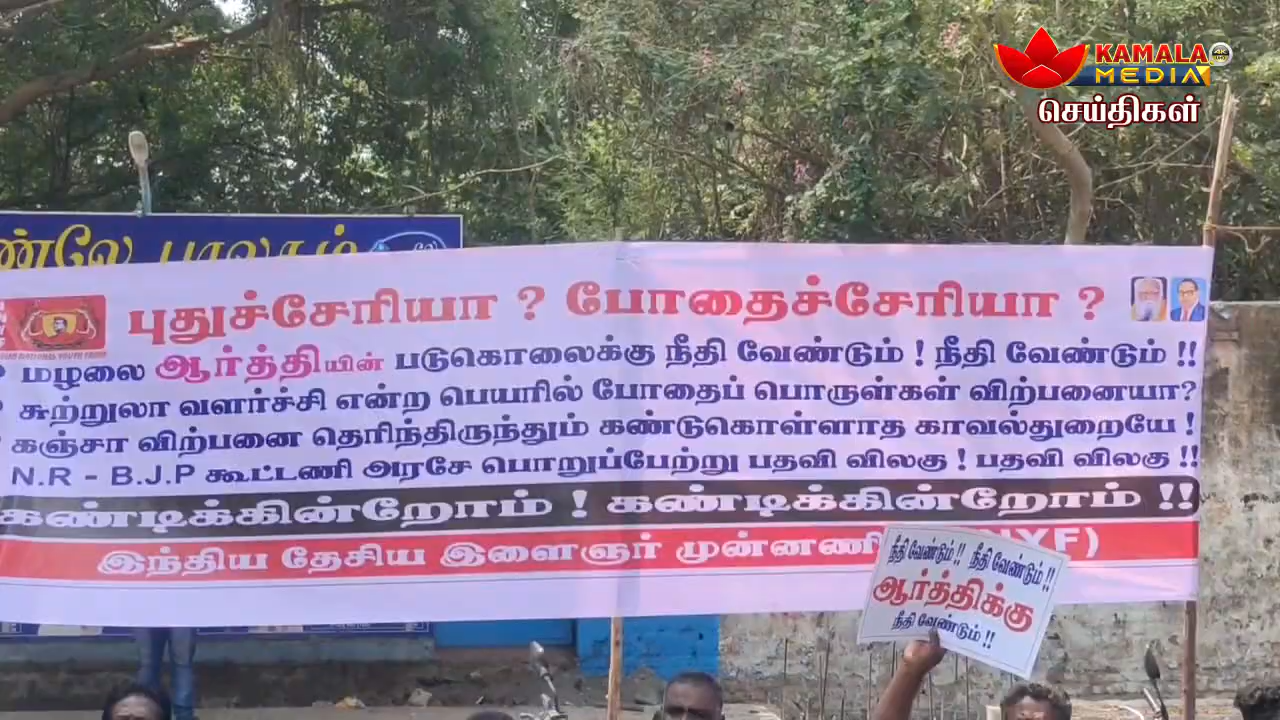 KAMALA
MEDIA
4K
செய்திகள்
புதுச்சேரியா ? போதைச்சேரியா ?
மழலை ஆர்த்தியின் படுகொலைக்கு நீதி வேண்டும் ! நீதி வேண்டும் !!
சுற்றுலா வளர்ச்சி என்ற பெயரில் போதைப் பொருள்கள் விற்பனையா?
கஞ்சா விற்பனை தெரிந்திருந்தும் கண்டுகொள்ளாத காவல்துறையே !
N.R - B.J.P கூட்டணி அரசே பொறுப்பேற்று பதவி விலகு ! பதவி விலகு !!
கண்டிக்கின்றோம் ! கண்டிக்கின்றோம் !!
இந்திய தேசிய இளைஞர் முன்னணி
நீதி வேண்டும் !! நீதி வேண்டும் !!
ஆர்த்திக்கு
நீதி வேண்டும் !!